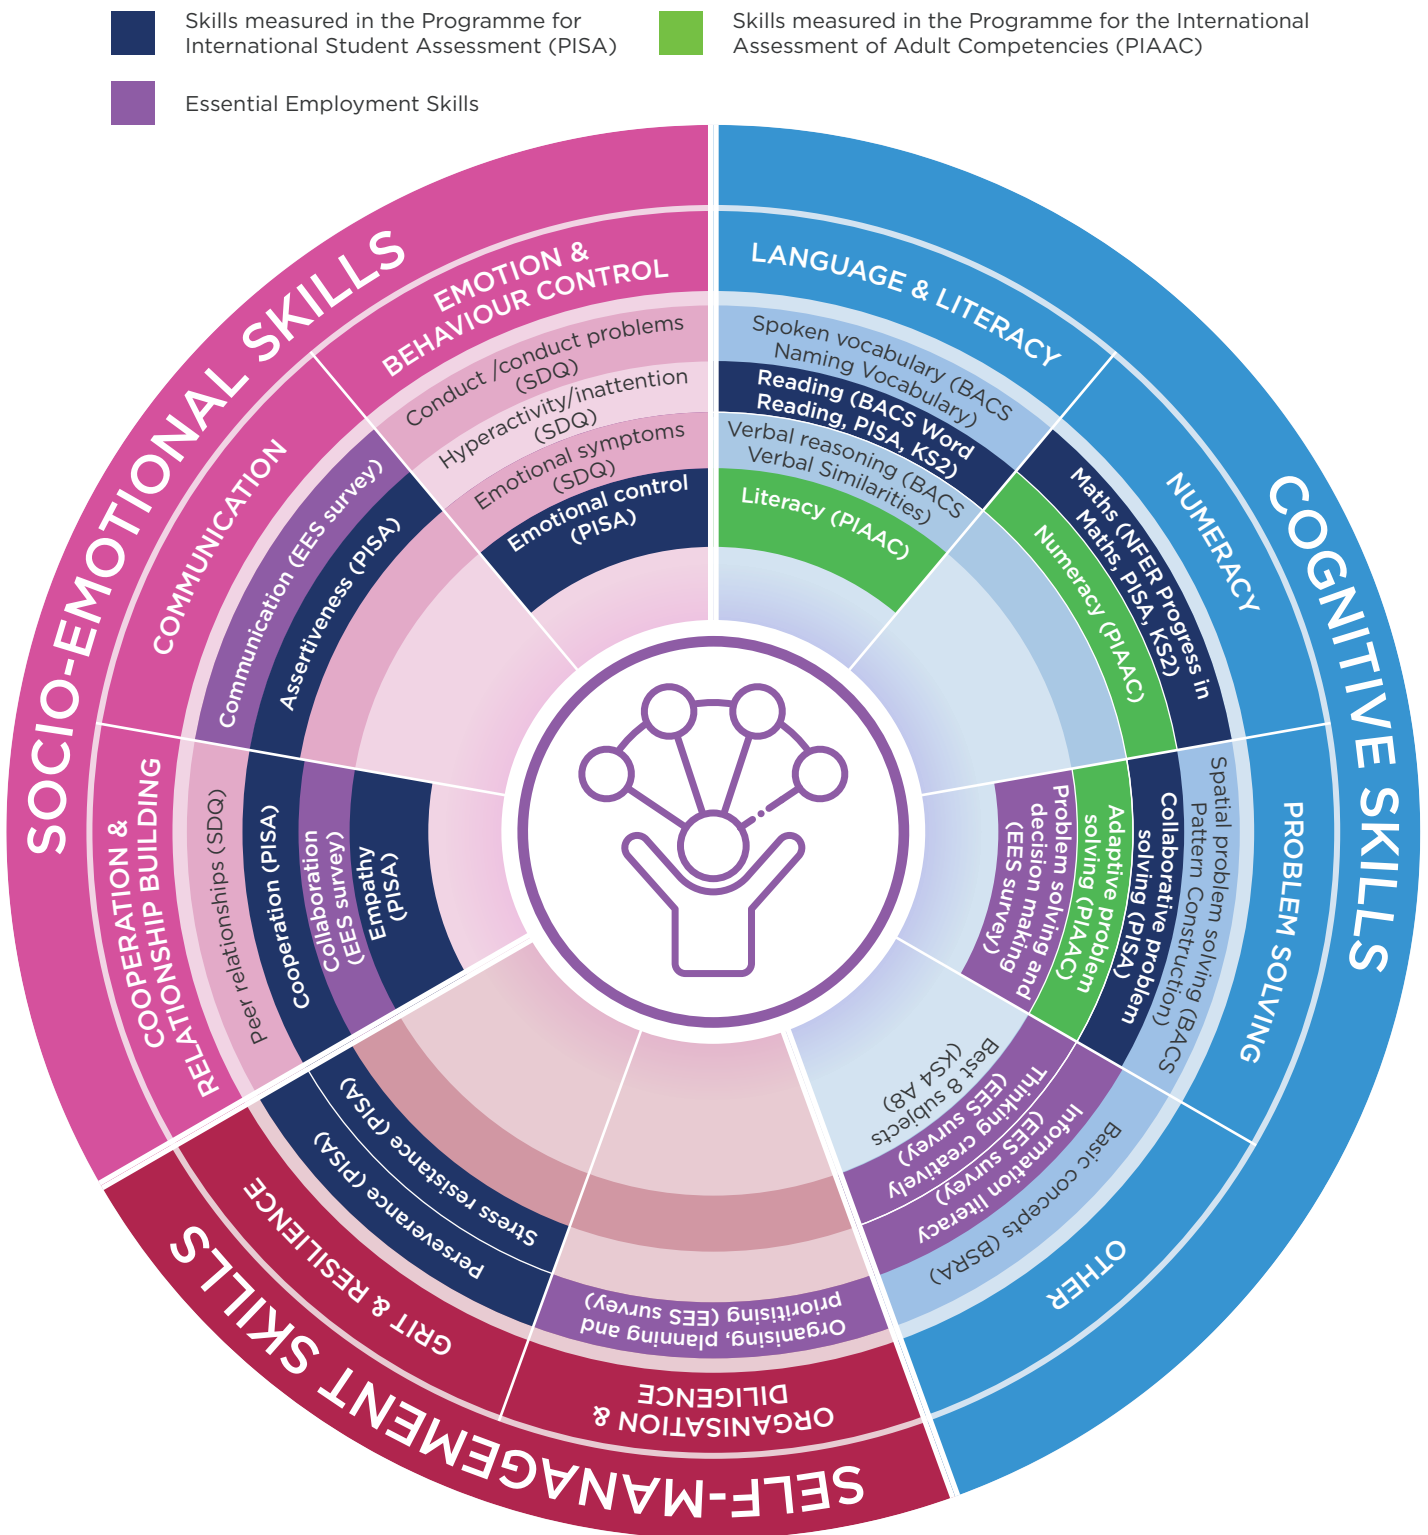 Skills measured in the Programme for
International Student Assessment (PISA)
Skills measured in the Programme for the International
Assessment of Adult Competencies (PIAAC)
Essential Employment Skills
SOCIO-EMOTIONAL SKILLS
EMOTION &
BEHAVIOUR CONTROL
Conduct /conduct problems
(SDQ)
Hyperactivity/inattention
(SDQ)
Emotional symptoms
(SDQ)
Emotional control
(PISA)
COMMUNICATION
Communication (EES survey)
Assertiveness (PISA)
COOPERATION &
RELATIONSHIP BUILDING
Peer relationships (SDQ)
Cooperation (PISA)
Collaboration
(EES survey)
Empathy
(PISA)
COGNITIVE SKILLS
LANGUAGE & LITERACY
Spoken vocabulary (BACS
Naming Vocabulary)
Reading (BACS Word
Reading, PISA, KS2)
Verbal reasoning (BACS
Verbal Similarities)
Literacy (PIAAC)
NUMERACY
Maths (NFER Progress in
Maths, PISA, KS2)
Numeracy (PIAAC)
PROBLEM SOLVING
Spatial problem solving (BACS
Pattern Construction)
Collaborative problem
solving (PISA)
Adaptive problem
solving (PIAAC)
Problem solving and
decision making
(EES survey)
OTHER
Basic concepts (BSRA)
Information literacy
(EES survey)
Thinking creatively
(EES survey)
Best 8 subjects
(KS4 A8)
SELF-MANAGEMENT SKILLS
ORGANISATION &
DILIGENCE
Organising, planning and
prioritising (EES survey)
GRIT & RESILIENCE
Perseverance (PISA)
Stress resistance (PISA)